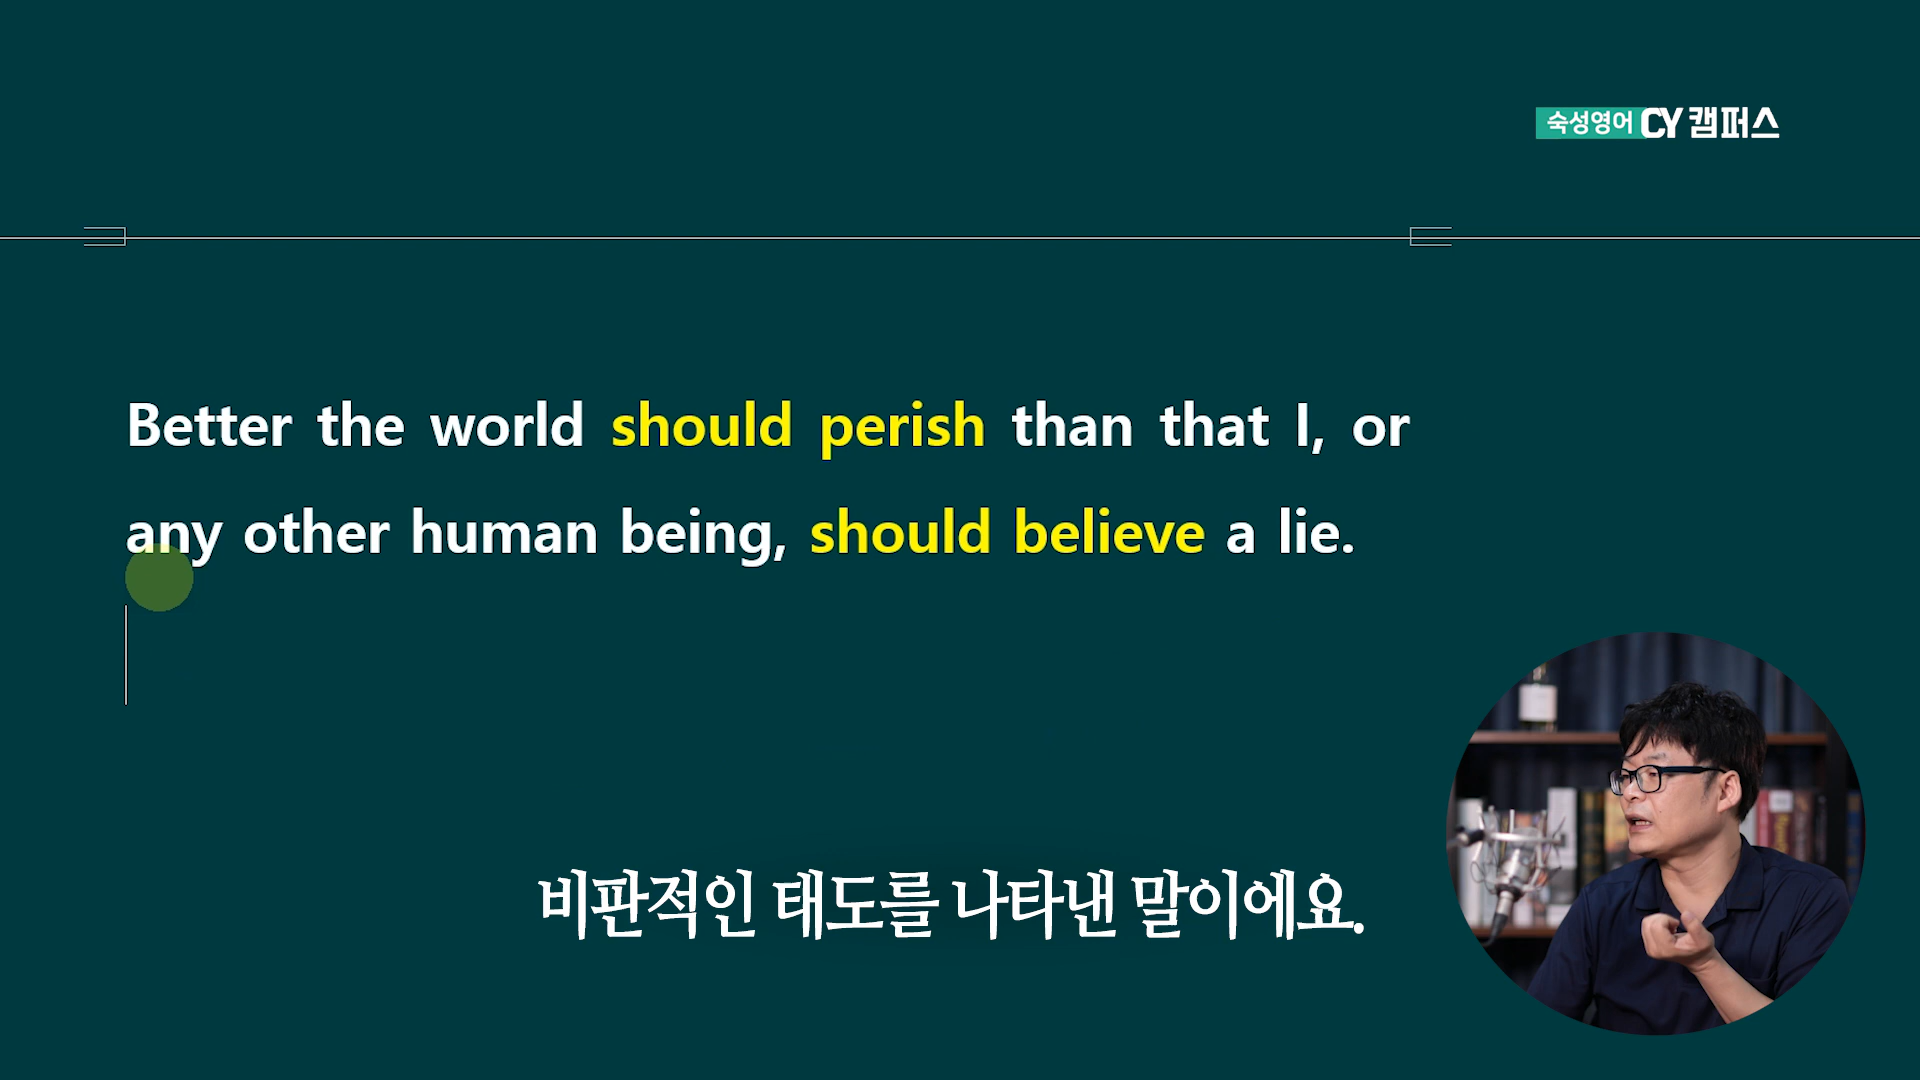 숙성영어 CY 캠퍼스
Better the world should perish than that I, or
any other human being, should believe a lie.
비판적인 태도를 나타낸 말이에요.